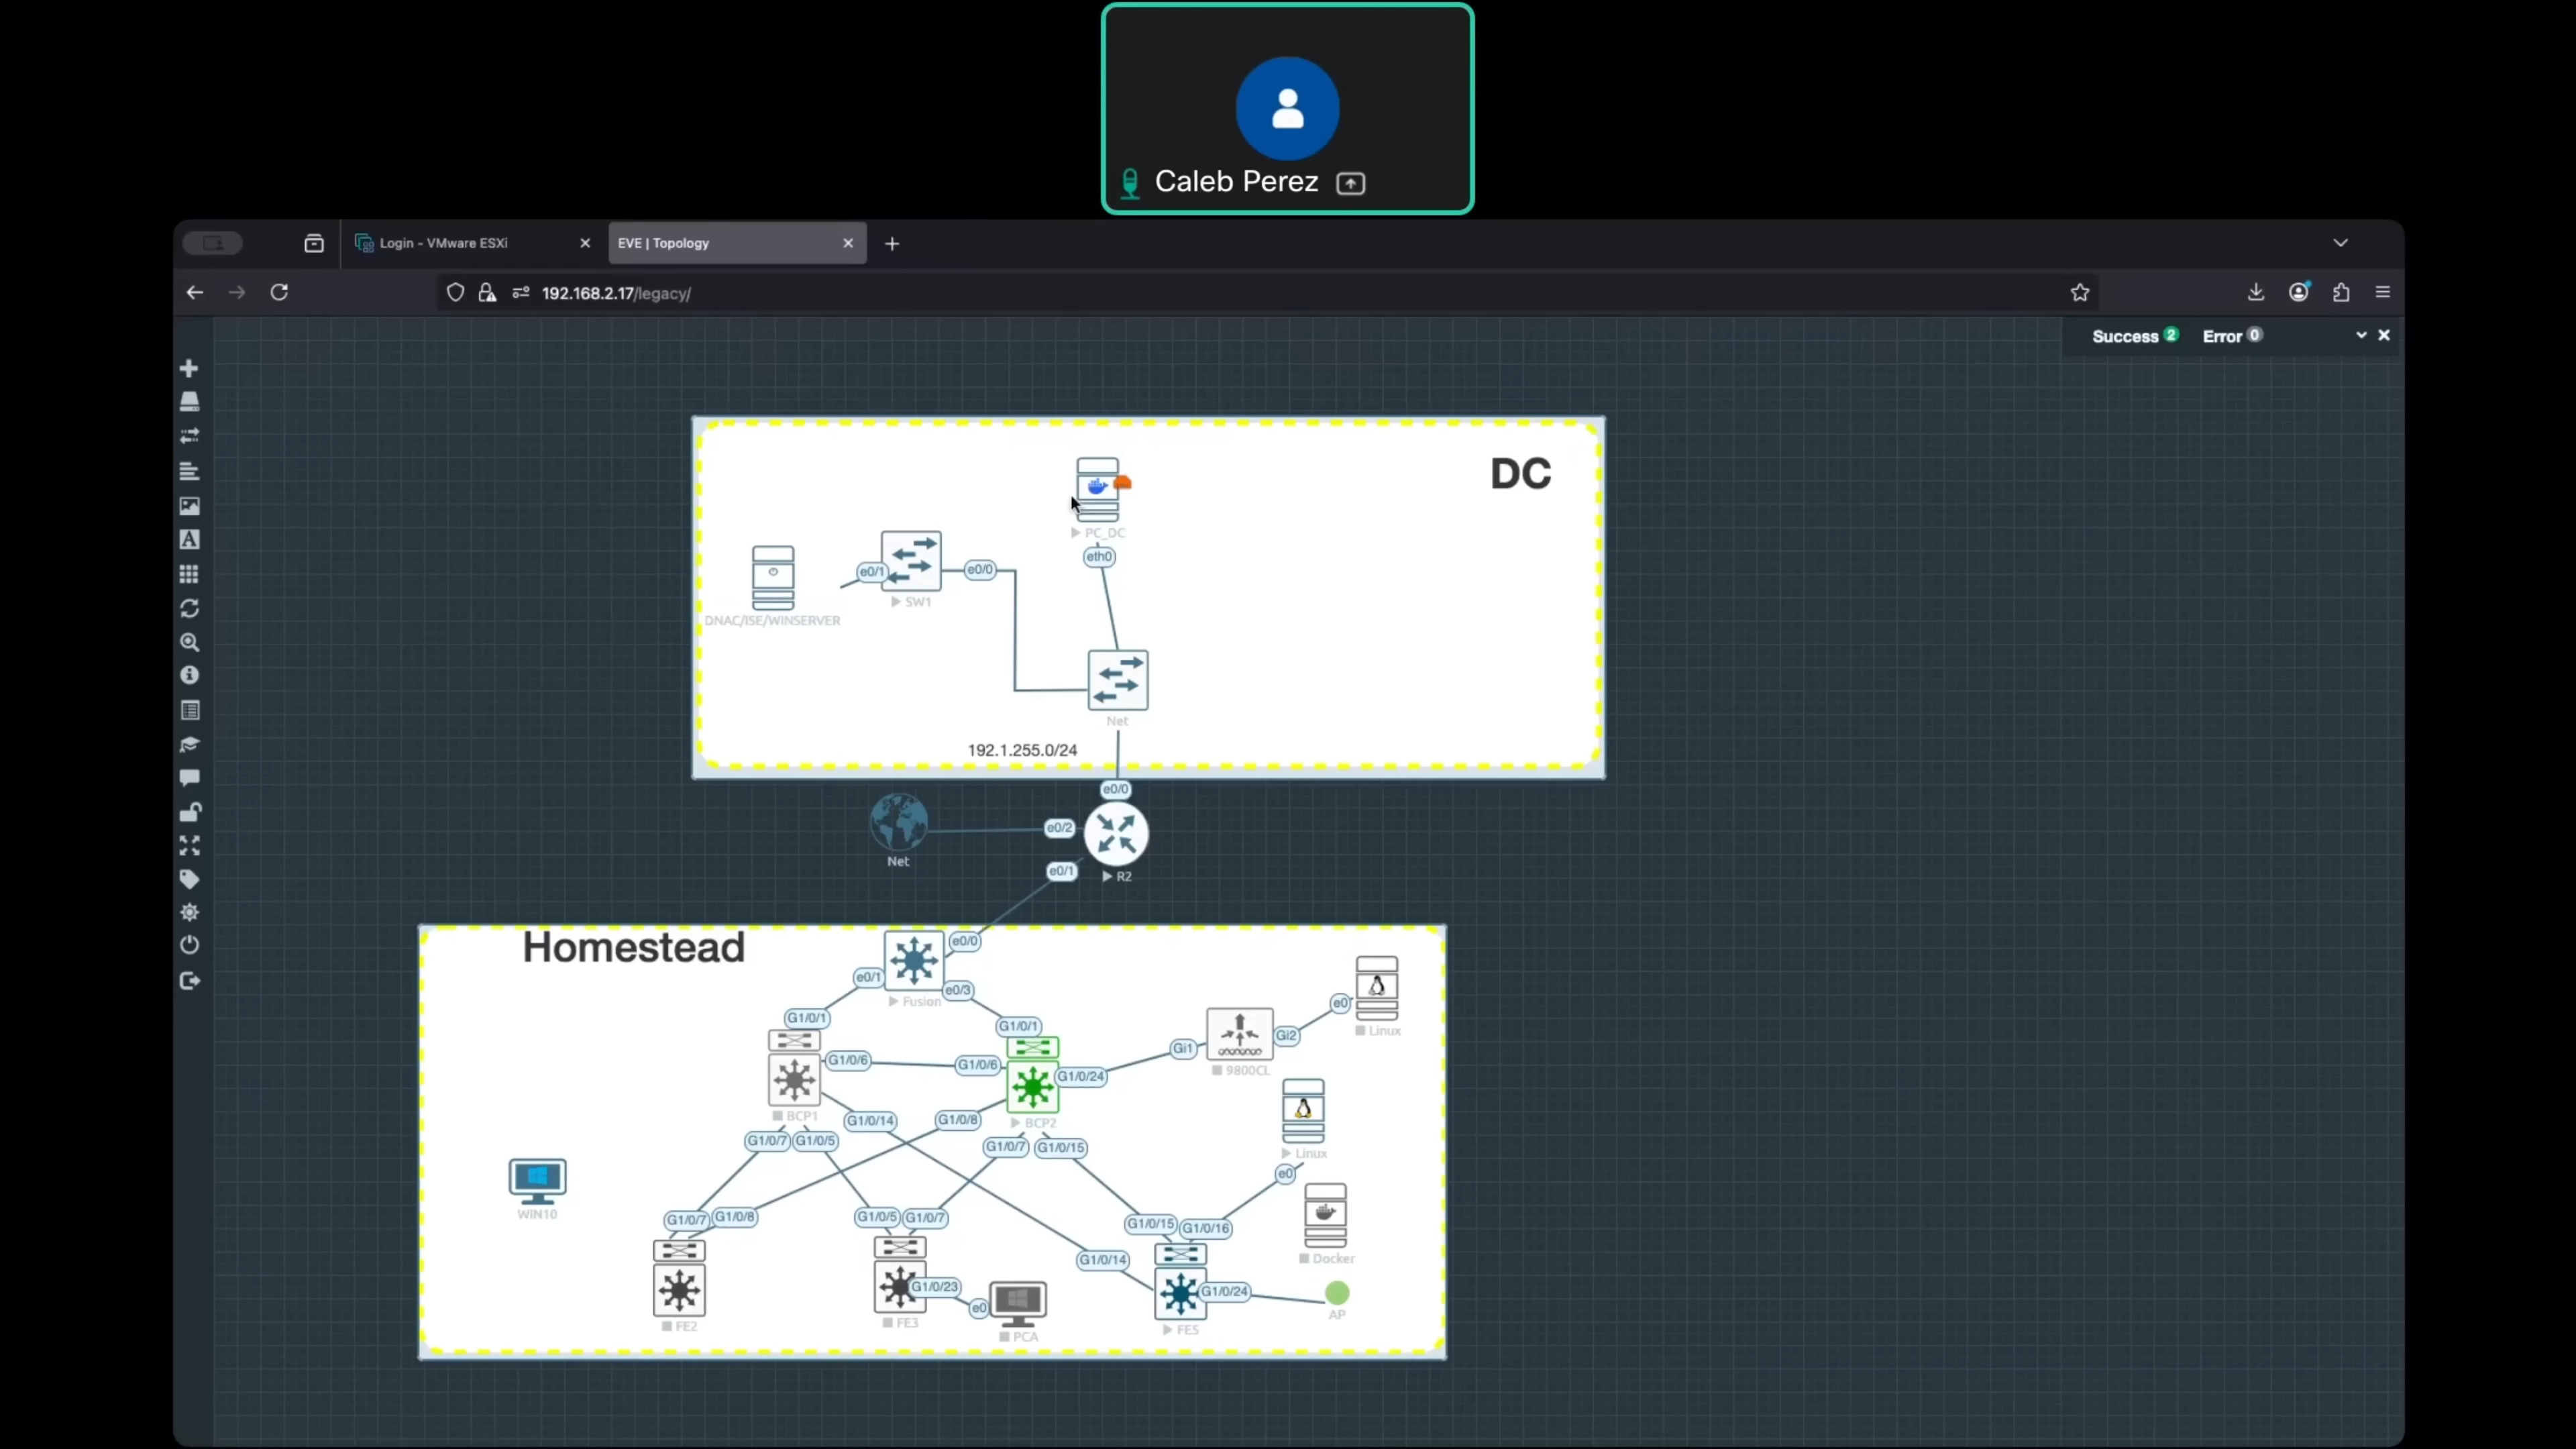 Caleb Perez
Login - VMware ESXi
EVE | Topology
192.168.2.17/legacy/
Success 2 Error 0
DC
PC_DC
eth0
e0/1
e0/0
SW1
DNAC/ISE/WINSERVER
Net
192.1.255.0/24
e0/0
e0/2
Net
e0/1
R2
Homestead
e0/0
e0/1
e0/3
Fusion
e0
Linux
G1/0/1
G1/0/1
Gi2
Gi1
G1/0/6
G1/0/6
G1/0/24
9800CL
BCP1
G1/0/14
G1/0/8
BCP2
G1/0/7
G1/0/5
G1/0/7
G1/0/15
Linux
e0
WIN10
G1/0/7
G1/0/8
G1/0/5
G1/0/7
G1/0/15
G1/0/16
Docker
G1/0/14
G1/0/23
G1/0/24
e0
AP
FE2
FE3
PCA
FE5